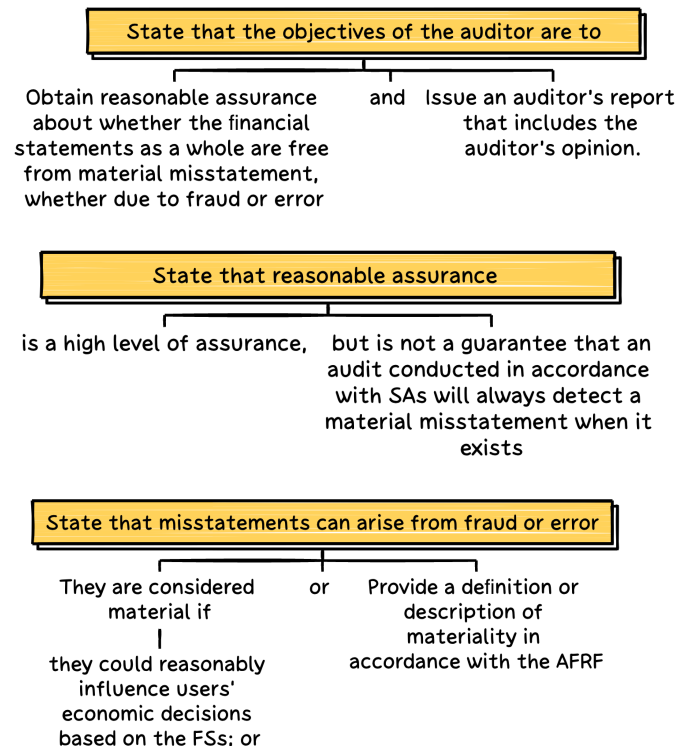 State that the objectives of the auditor are to
Obtain reasonable assurance
about whether the financial
statements as a whole are free
from material misstatement,
whether due to fraud or error
and
Issue an auditor's report
that includes the
auditor's opinion.
State that reasonable assurance
is a high level of assurance,
but is not a guarantee that an
audit conducted in accordance
with SAs will always detect a
material misstatement when it
exists
State that misstatements can arise from fraud or error
They are considered
material if
they could reasonably
influence users'
economic decisions
based on the FSs; or
or
Provide a definition or
description of
materiality in
accordance with the AFRF